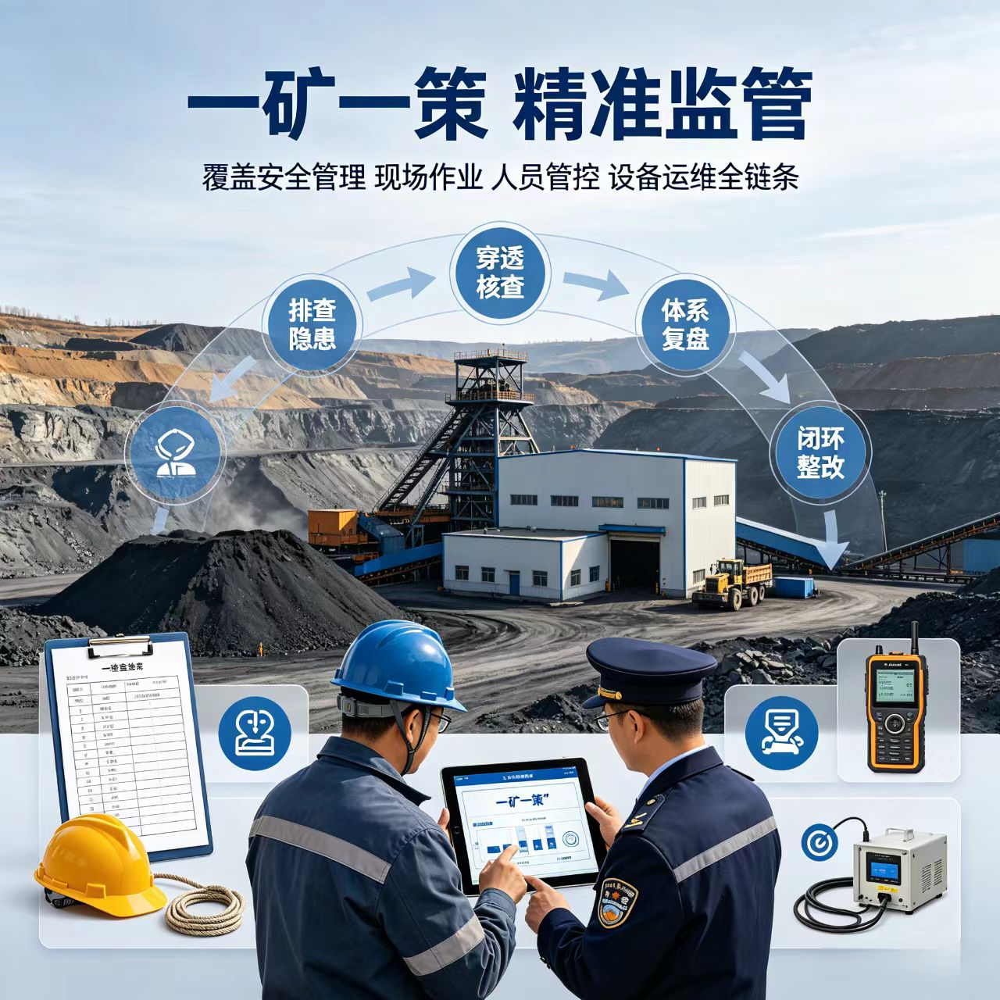 一矿一策 精准监管
覆盖安全管理 现场作业 人员管控 设备运维全链条
穿透
核查
排查
隐患
体系
复盘
闭环
整改
一矿一策”